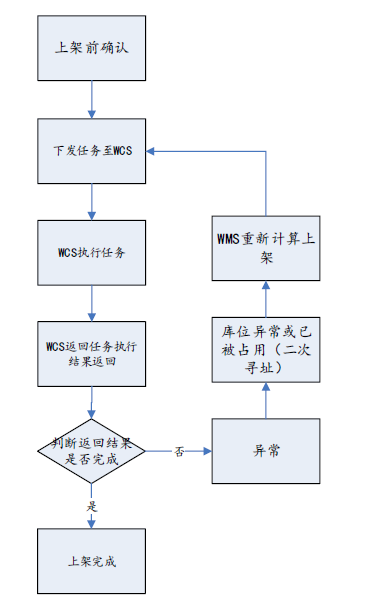 上架前确认
下发任务至WCS
WCS执行任务
WCS返回任务执行
结果返回
判断返回结果
是否完成
是
上架完成
否
异常
库位异常或已
被占用（二次
寻址）
WMS重新计算上
架